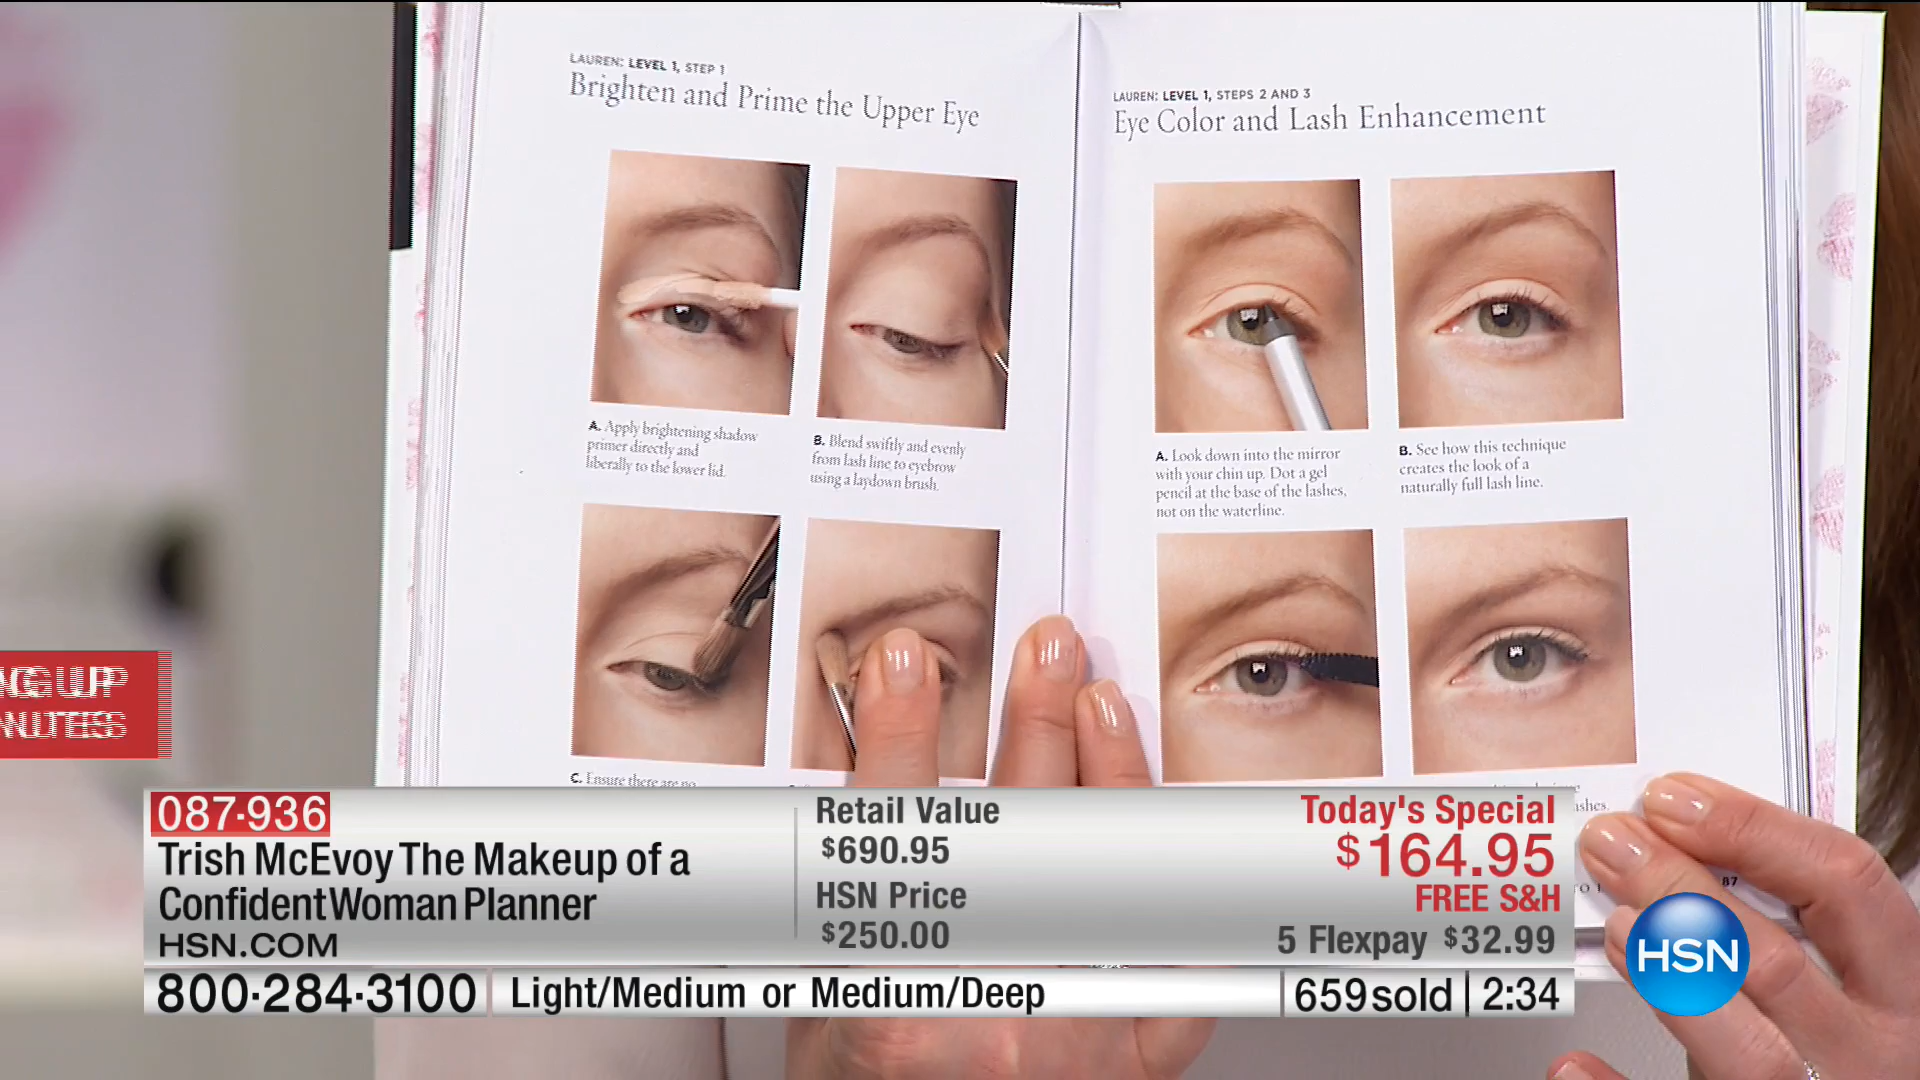 LAUREN: LEVEL 1, STEP 1
Brighten and Prime the Upper Eye
A. Apply brightening shadow
primer directly and
liberally to the lower lid.
B. Blend swiftly and evenly
from lash line to eyebrow
using a laydown brush.
C. Ensure there are no
LAUREN: LEVEL 1, STEPS 2 AND 3
Eye Color and Lash Enhancement
A. Look down into the mirror
with your chin up. Dot a gel
pencil at the base of the lashes,
not on the waterline.
B. See how this technique
creates the look of a
naturally full lash line.
87
UP
087-936
Trish McEvoy The Makeup of a
Confident Woman Planner
HSN.COM
Retail Value
$690.95
HSN Price
$250.00
Today's Special
$164.95
FREE S&H
5 Flexpay $32.99
800·284·3100
Light/Medium or Medium/Deep
659 sold | 2:34
HSN